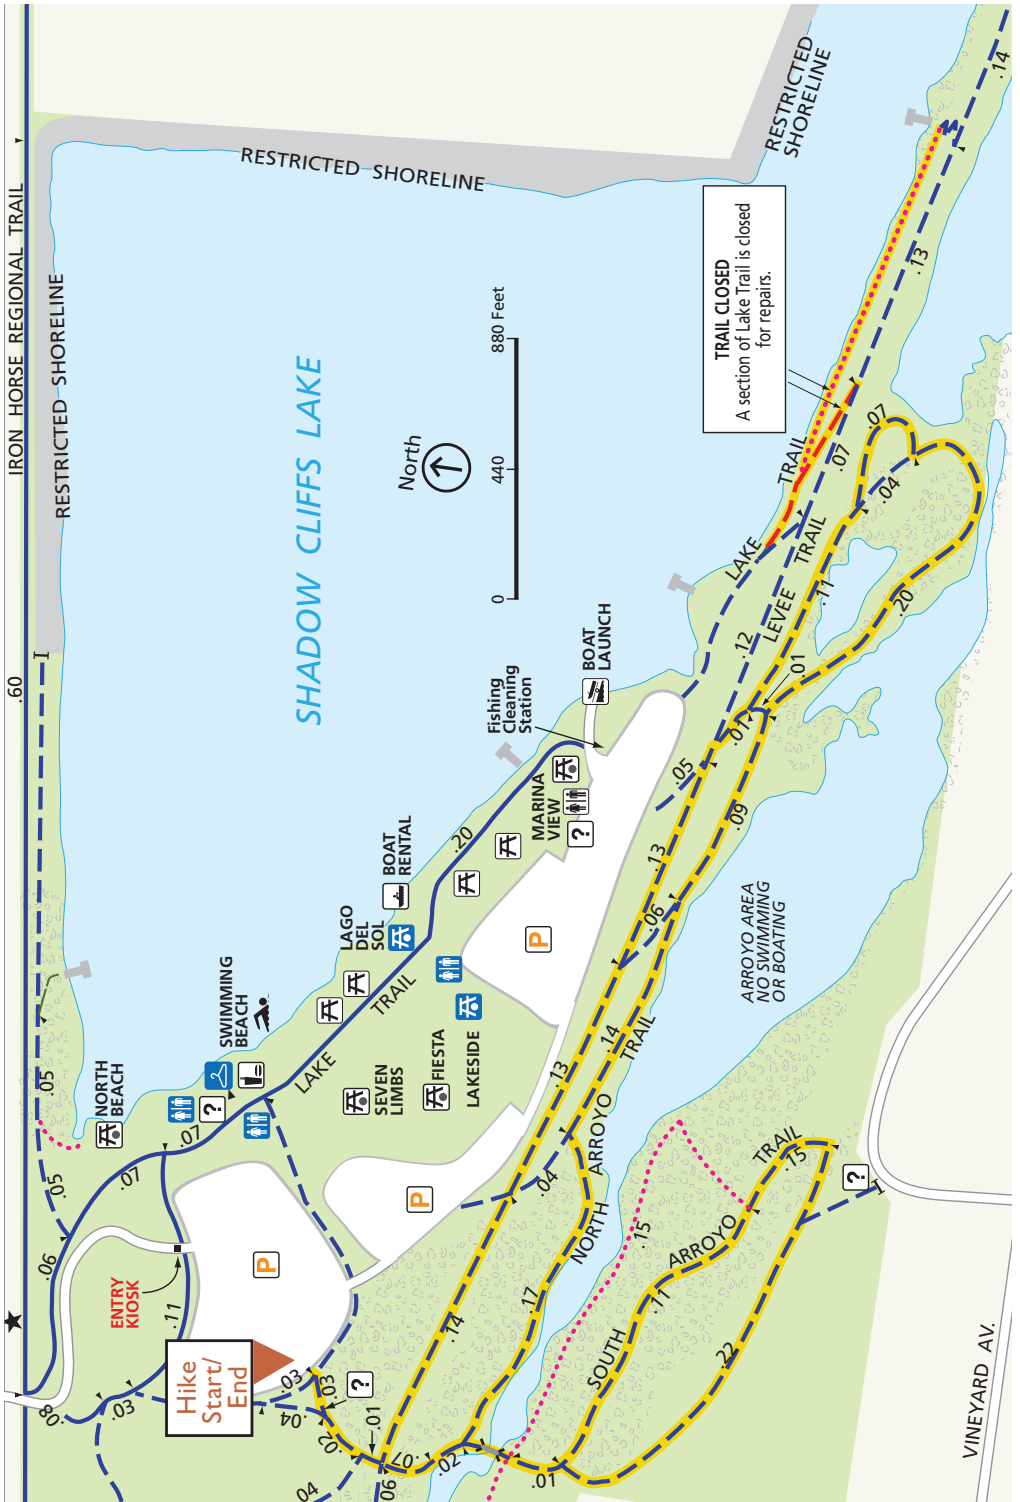 IRON HORSE REGIONAL TRAIL
.60
RESTRICTED SHORELINE
RESTRICTED SHORELINE
RESTRICTED
SHORELINE
SHADOW CLIFFS LAKE
North
0 440 880 Feet
TRAIL CLOSED
A section of Lake Trail is closed
for repairs.
.14
.13
LAKE TRAIL
.07
.07
.04
LEVEE TRAIL
.12
.11
.20
.01
.01
.05
.09
.13
.06
BOAT
LAUNCH
Fishing
Cleaning
Station
MARINA
VIEW
?
.20
BOAT
RENTAL
LAGO
DEL
SOL
LAKE TRAIL
SWIMMING
BEACH
?
NORTH
BEACH
.05
.05
.07
.07
.06
SEVEN
LIMBS
FIESTA
LAKESIDE
P
P
P
ENTRY
KIOSK
.11
Hike
Start/
End
.08
.03
.03
.03
.04
?
.02
.01
.07
.06
.04
.02
.01
.14
.13
.14
.04
.17
NORTH ARROYO TRAIL
ARROYO AREA
NO SWIMMING
OR BOATING
.15
SOUTH ARROYO TRAIL
.11
.15
.22
?
VINEYARD AV.